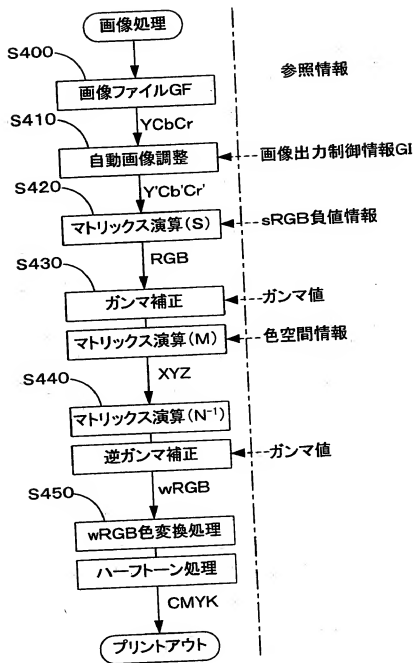 画像処理
参照情報
S400
画像ファイルGF
YCbCr
S410
自動画像調整
画像出力制御情報GI
Y'Cb'Cr'
S420
マトリックス演算(S)
sRGB負値情報
RGB
S430
ガンマ補正
ガンマ値
マトリックス演算(M)
色空間情報
XYZ
S440
マトリックス演算(N⁻¹)
逆ガンマ補正
ガンマ値
wRGB
S450
wRGB色変換処理
ハーフトーン処理
CMYK
プリントアウト